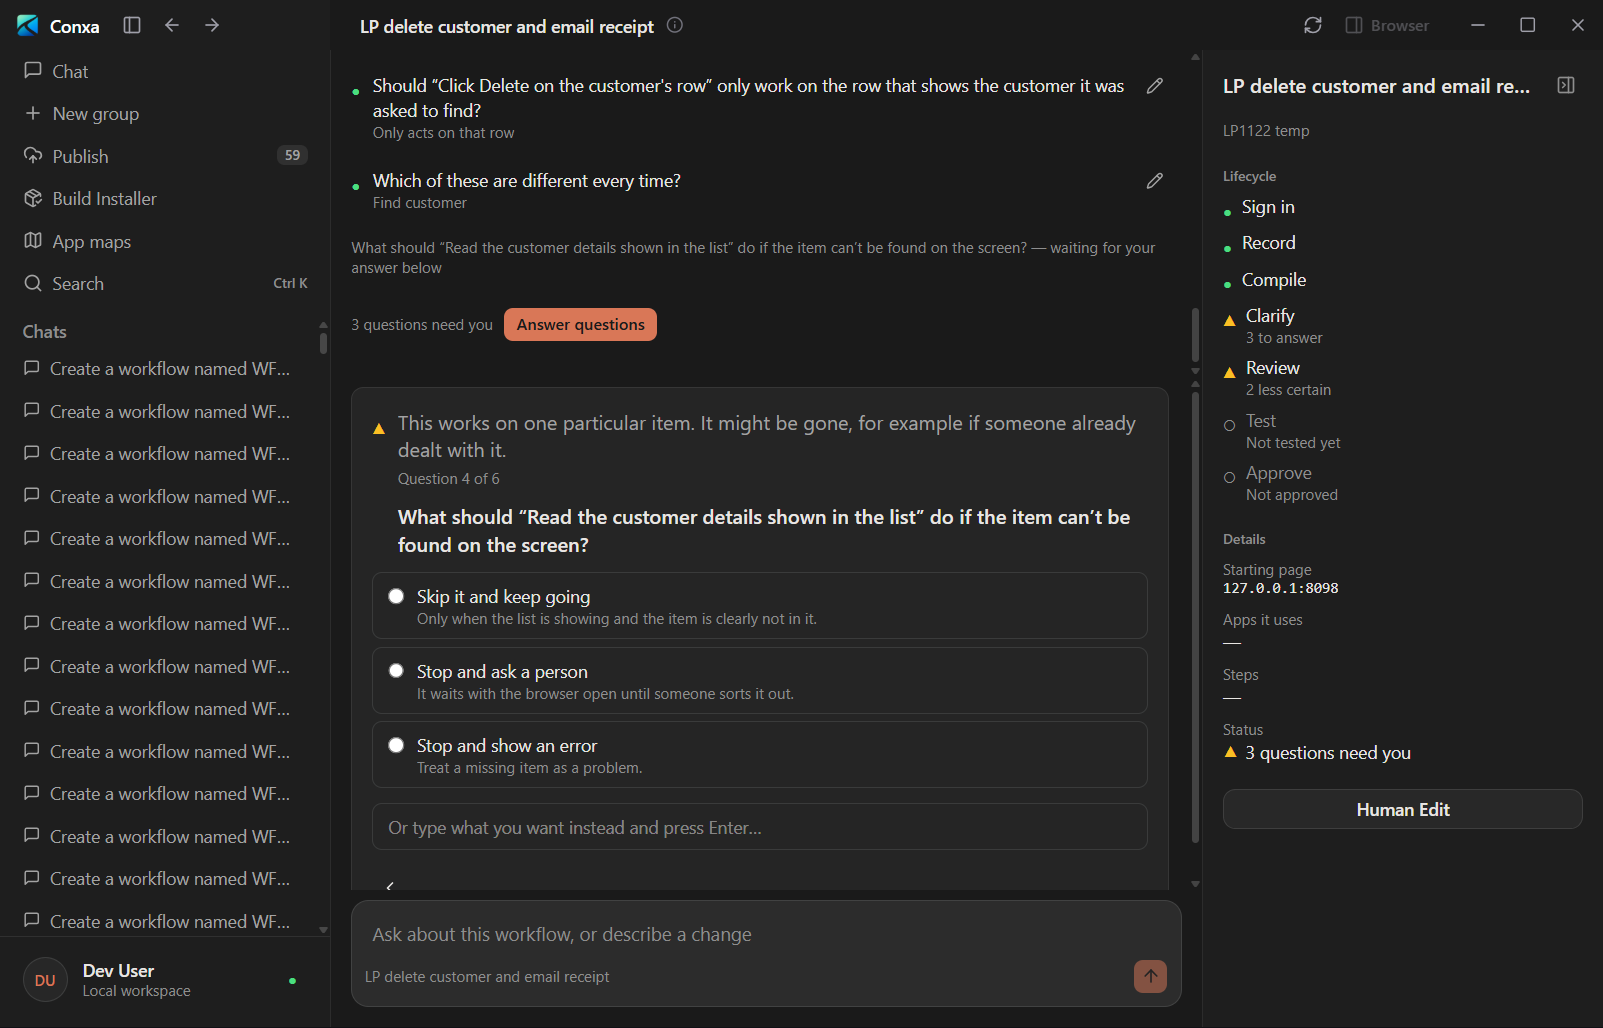 Conxa
LP delete customer and email receipt
Browser
Chat
New group
Publish
59
Build Installer
App maps
Search
Ctrl K
Chats
Create a workflow named WF...
Create a workflow named WF...
Create a workflow named WF...
Create a workflow named WF...
Create a workflow named WF...
Create a workflow named WF...
Create a workflow named WF...
Create a workflow named WF...
Create a workflow named WF...
Create a workflow named WF...
Create a workflow named WF...
Create a workflow named WF...
Create a workflow named WF...
Create a workflow named WF...
DU
Dev User
Local workspace
Should “Click Delete on the customer's row” only work on the row that shows the customer it was
asked to find?
Only acts on that row
Which of these are different every time?
Find customer
What should “Read the customer details shown in the list” do if the item can’t be found on the screen? — waiting for your
answer below
3 questions need you
Answer questions
This works on one particular item. It might be gone, for example if someone already
dealt with it.
Question 4 of 6
What should “Read the customer details shown in the list” do if the item can’t be
found on the screen?
Skip it and keep going
Only when the list is showing and the item is clearly not in it.
Stop and ask a person
It waits with the browser open until someone sorts it out.
Stop and show an error
Treat a missing item as a problem.
Or type what you want instead and press Enter...
Ask about this workflow, or describe a change
LP delete customer and email receipt
LP delete customer and email re...
LP1122 temp
Lifecycle
Sign in
Record
Compile
Clarify
3 to answer
Review
2 less certain
Test
Not tested yet
Approve
Not approved
Details
Starting page
127.0.0.1:8098
Apps it uses
—
Steps
—
Status
3 questions need you
Human Edit